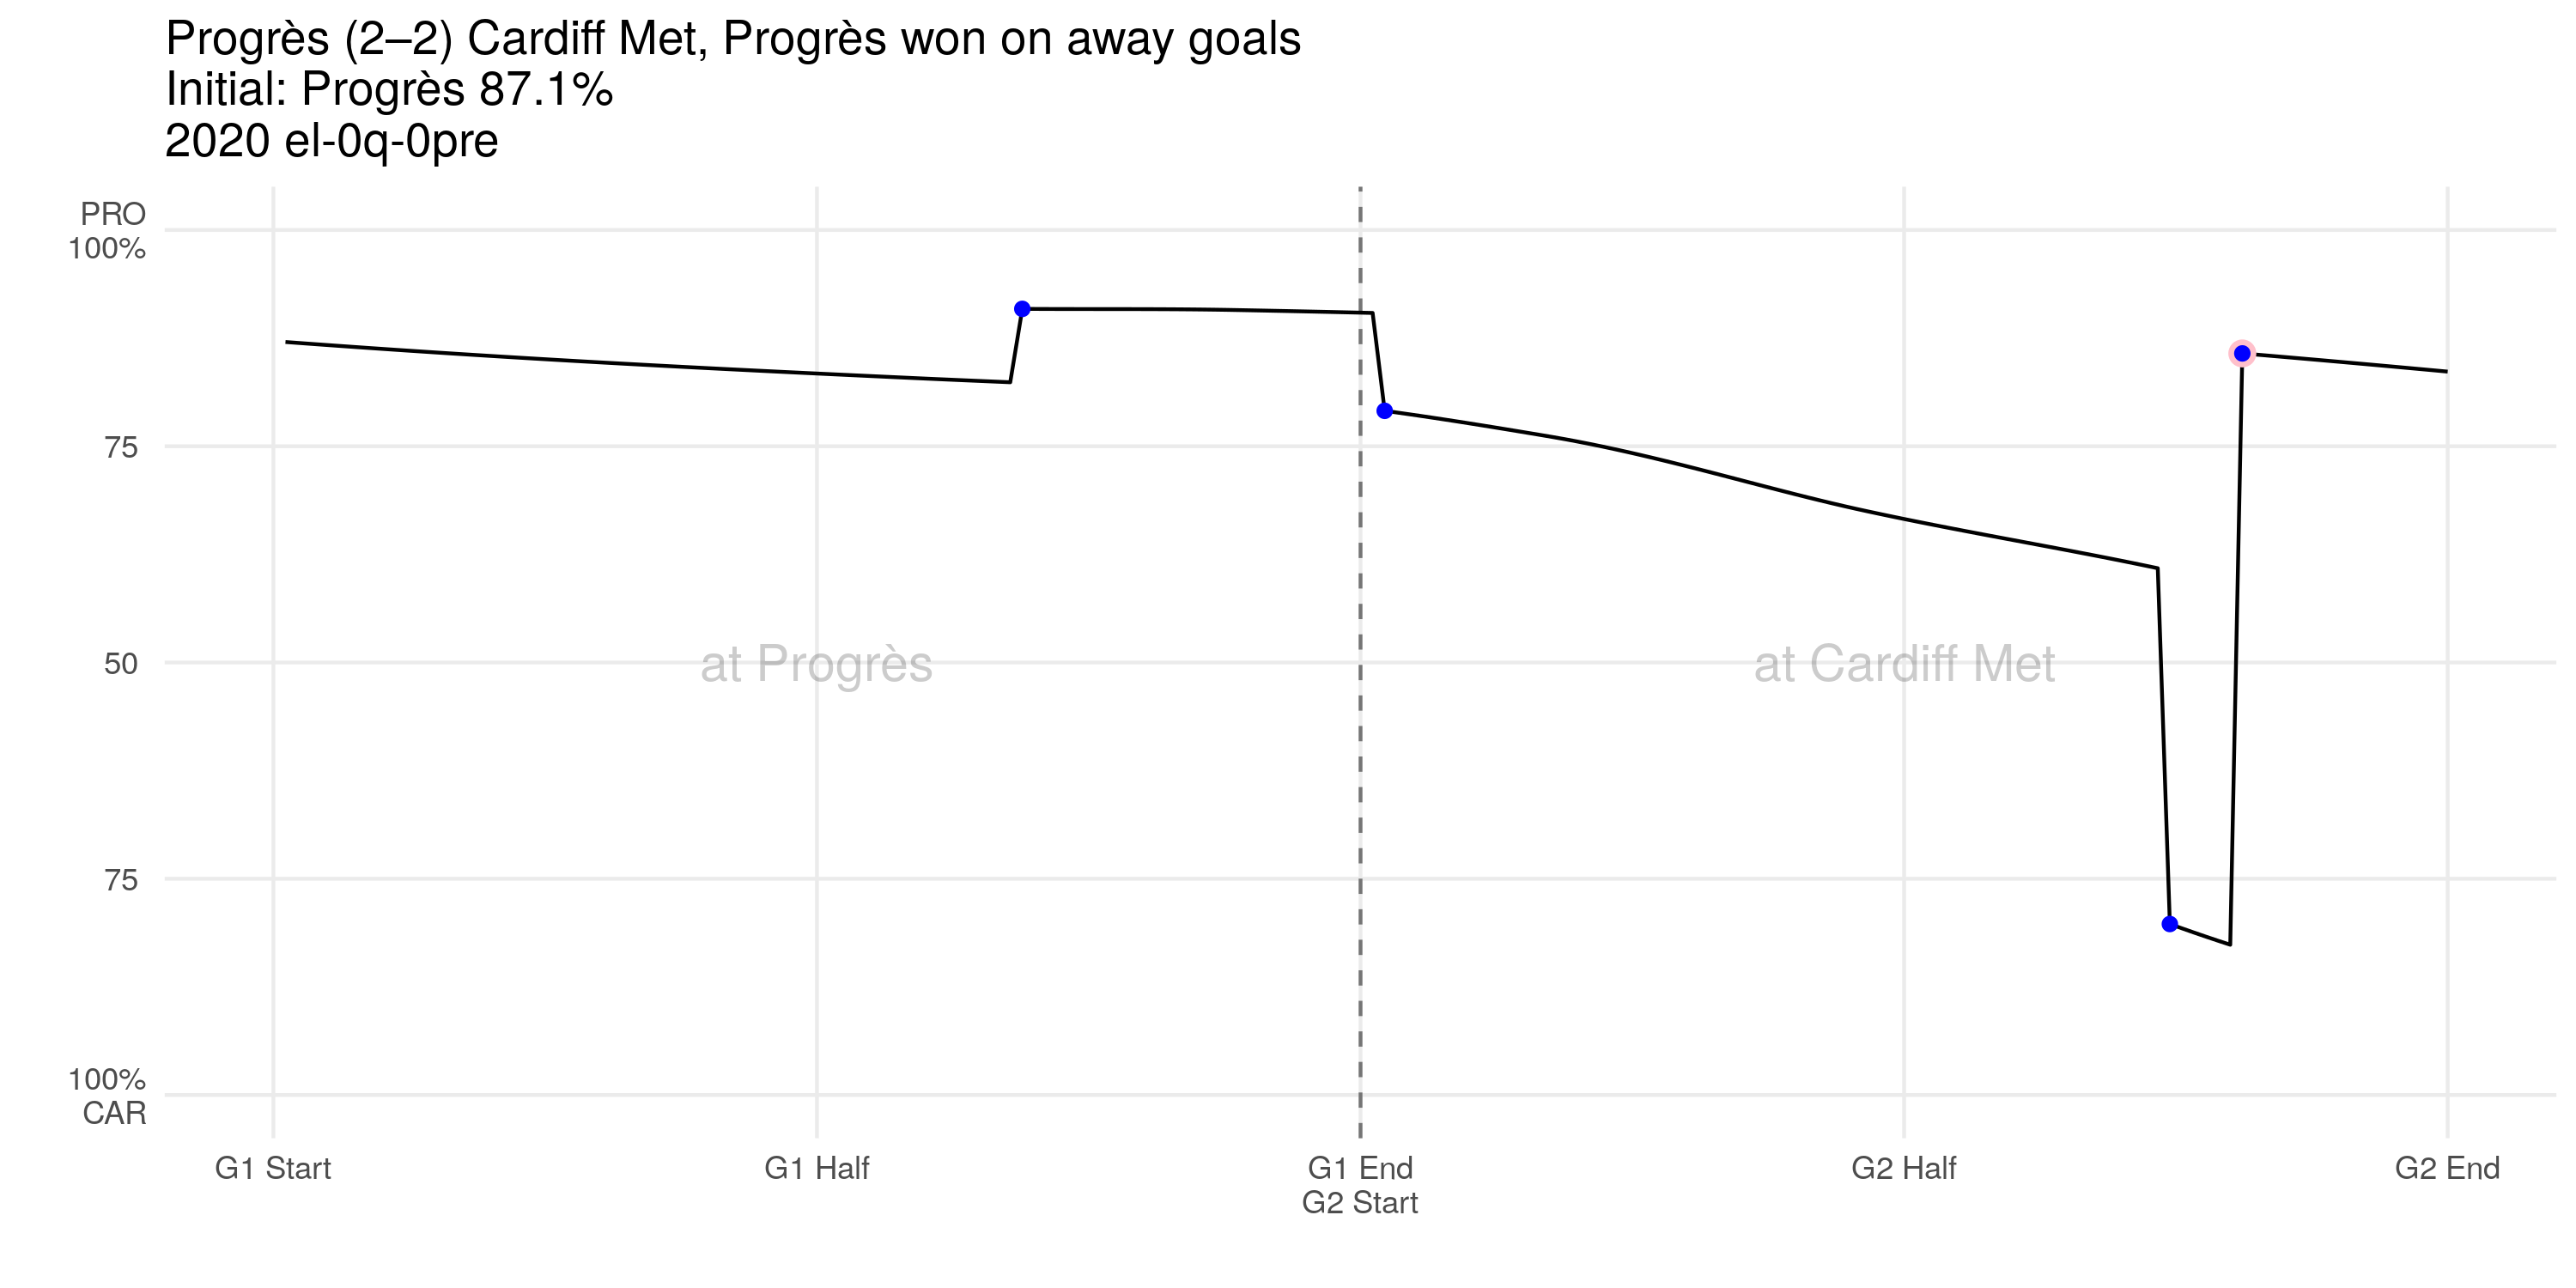 Progrès (2–2) Cardiff Met, Progrès won on away goals
Initial: Progrès 87.1%
2020 el-0q-0pre
PRO
100%
75
50
75
100%
CAR
at Progrès
at Cardiff Met
G1 Start
G1 Half
G1 End
G2 Start
G2 Half
G2 End